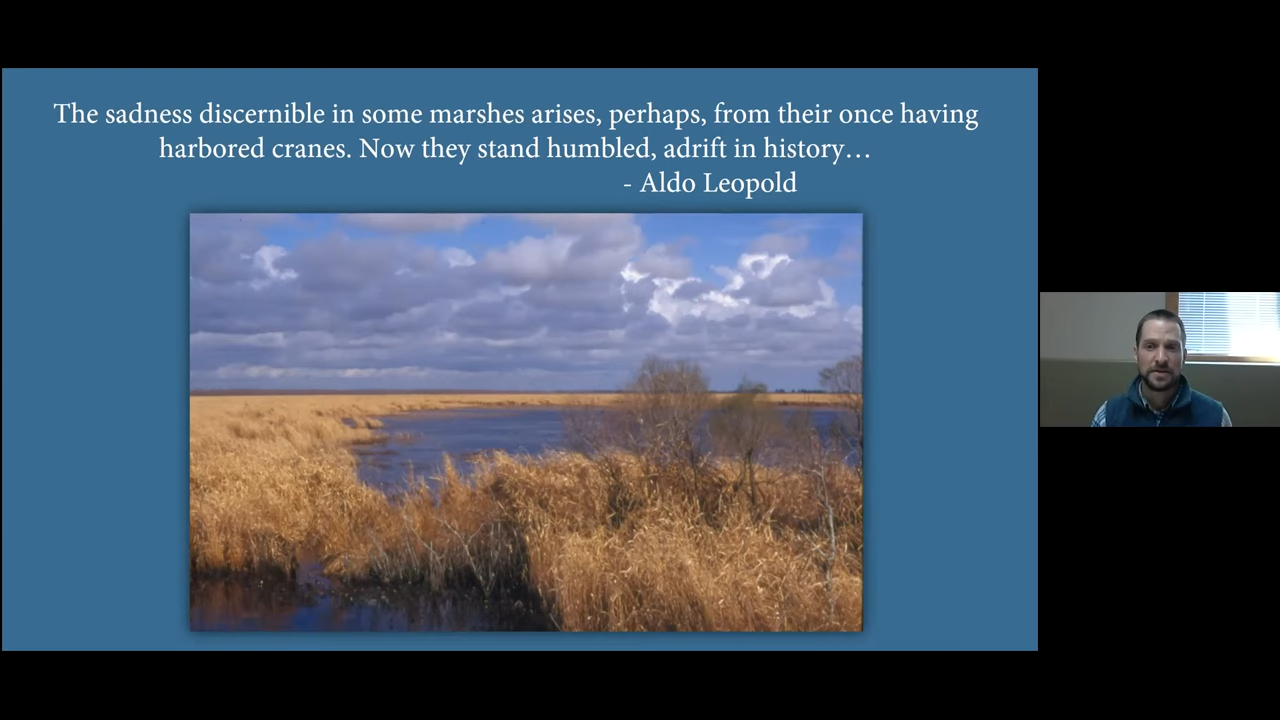 The sadness discernible in some marshes arises, perhaps, from their once having
harbored cranes. Now they stand humbled, adrift in history…
- Aldo Leopold